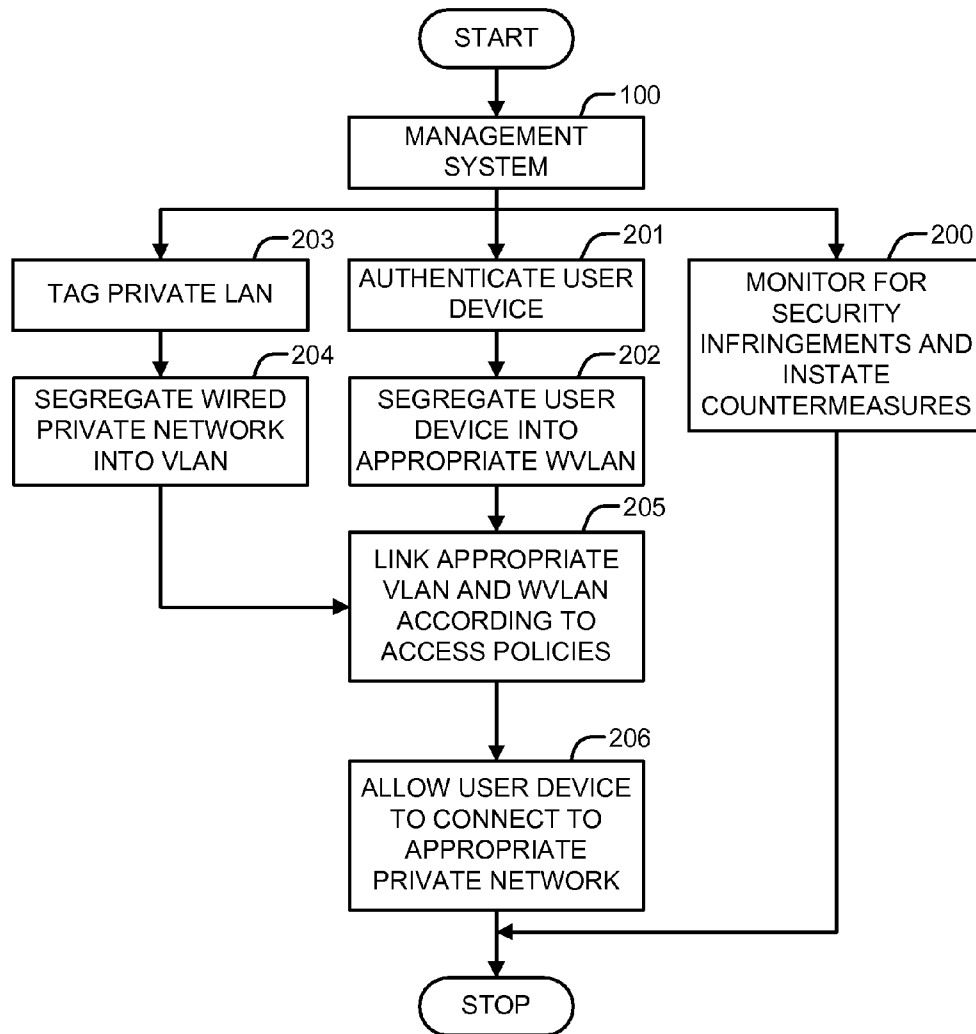 START
100
MANAGEMENT
SYSTEM
203
TAG PRIVATE LAN
201
AUTHENTICATE USER
DEVICE
200
MONITOR FOR
SECURITY
INFRINGEMENTS AND
INSTATE
COUNTERMEASURES
204
SEGREGATE WIRED
PRIVATE NETWORK
INTO VLAN
202
SEGREGATE USER
DEVICE INTO
APPROPRIATE WVLAN
205
LINK APPROPRIATE
VLAN AND WVLAN
ACCORDING TO
ACCESS POLICIES
206
ALLOW USER DEVICE
TO CONNECT TO
APPROPRIATE
PRIVATE NETWORK
STOP